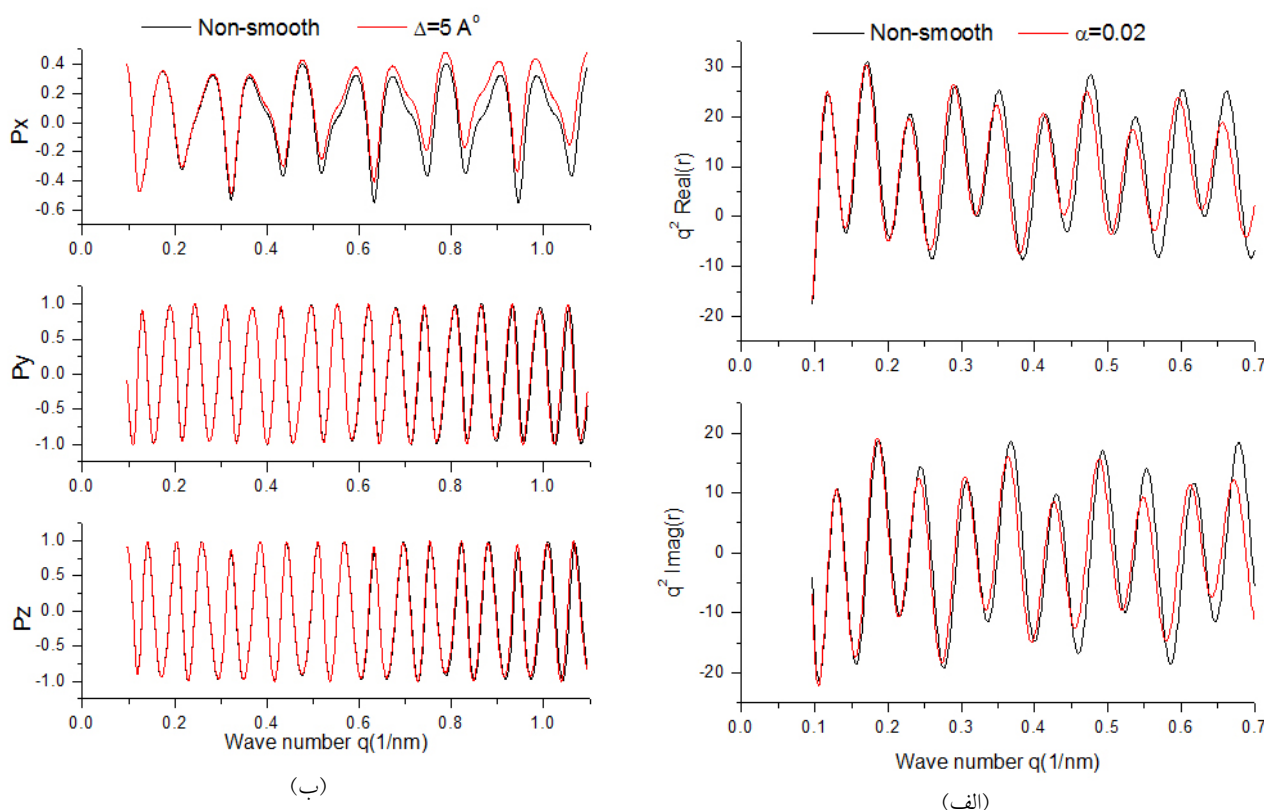 Non-smooth Δ=5 A°
Px
0.4
0.2
0.0
-0.2
-0.4
-0.6
0.0 0.2 0.4 0.6 0.8 1.0
Py
1.0
0.5
0.0
-0.5
-1.0
0.0 0.2 0.4 0.6 0.8 1.0
Pz
1.0
0.5
0.0
-0.5
-1.0
0.0 0.2 0.4 0.6 0.8 1.0
Wave number q(1/nm)
(ب)
Non-smooth α=0.02
q² Real(r)
30
20
10
0
-10
-20
0.0 0.1 0.2 0.3 0.4 0.5 0.6 0.7
q² Imag(r)
20
10
0
-10
-20
0.0 0.1 0.2 0.3 0.4 0.5 0.6 0.7
Wave number q(1/nm)
(الف)